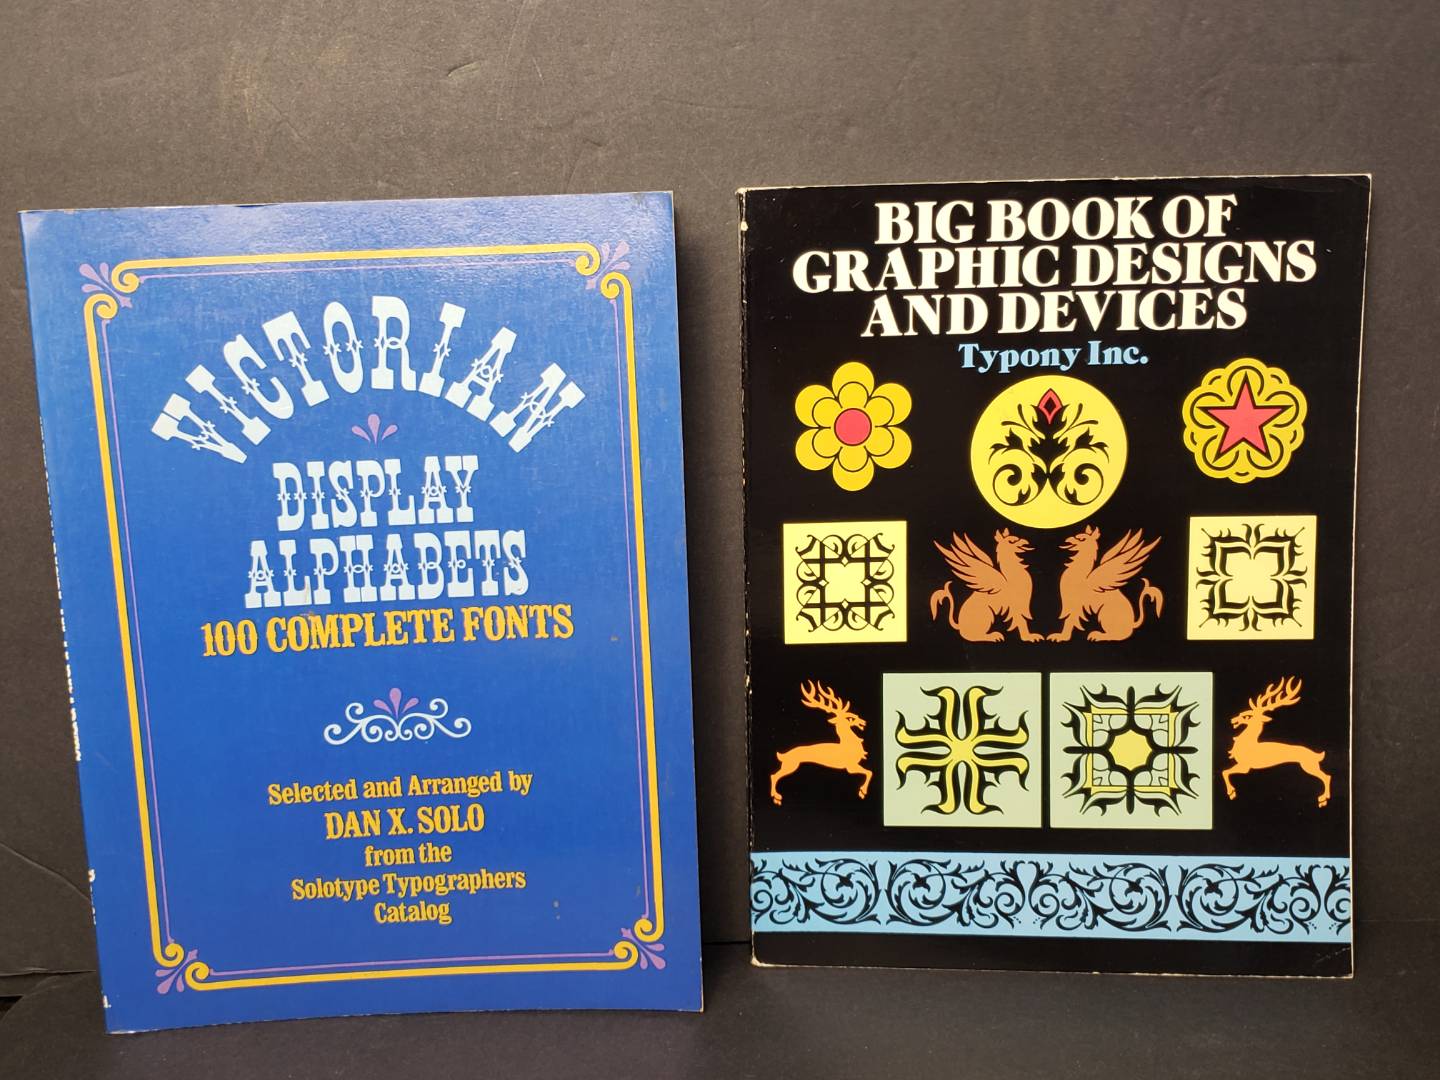 VICTORIAN
DISPLAY
ALPHABETS
100 COMPLETE FONTS
Selected and Arranged by
DAN X. SOLO
from the
Solotype Typographers
Catalog
BIG BOOK OF
GRAPHIC DESIGNS
AND DEVICES
Typony Inc.